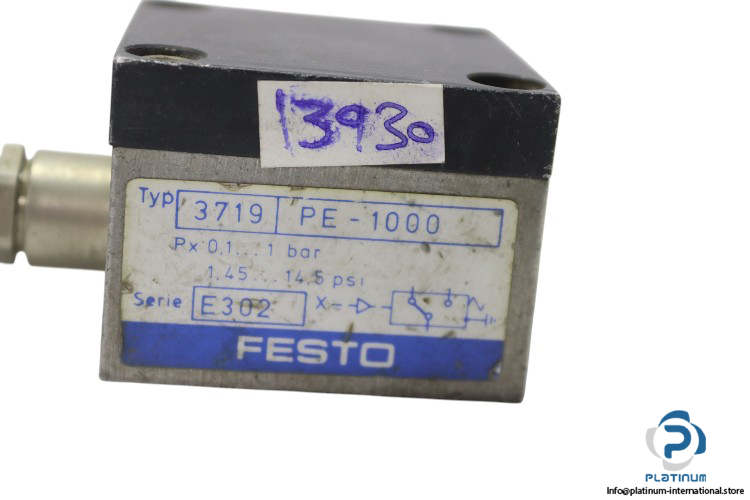 13930
Typ 3719 PE-1000
Px 0,1...1 bar
1,45...14,5 psi
Serie E302 X
FESTO
PLATINUM
Info@platinum-international.store